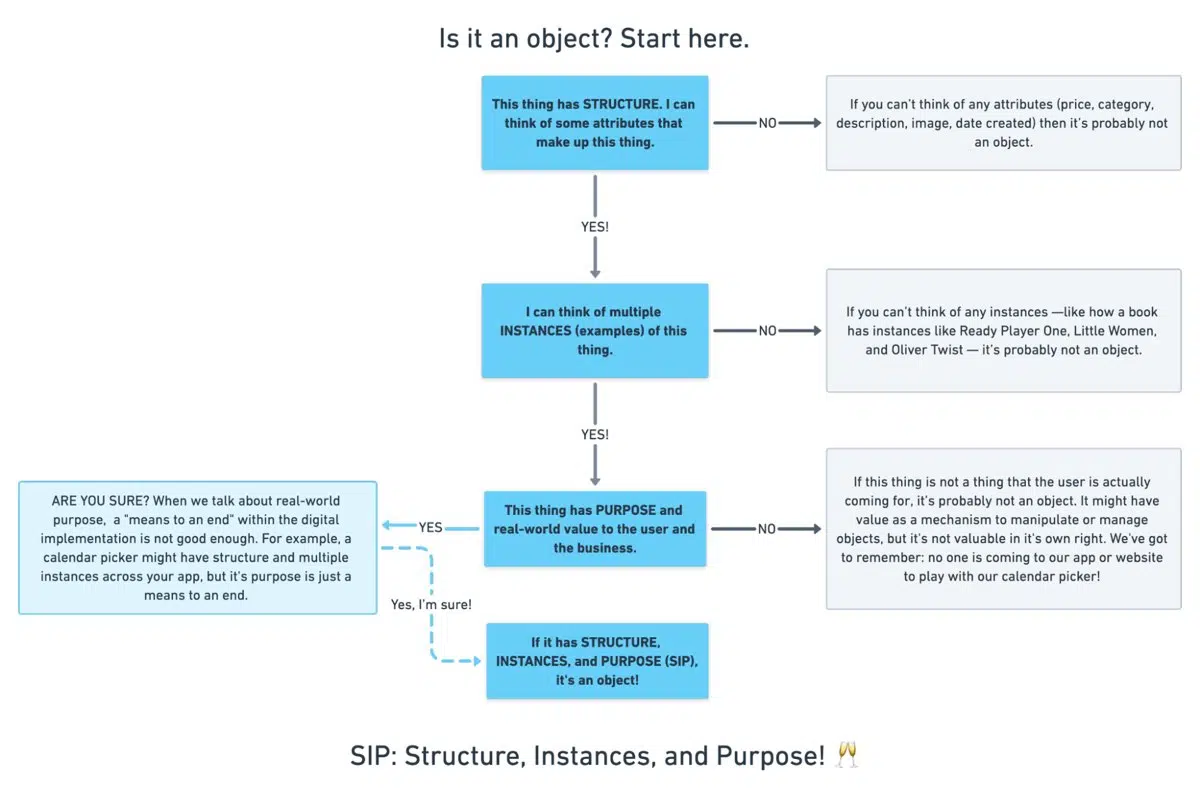 Is it an object? Start here.
This thing has STRUCTURE. I can
think of some attributes that
make up this thing.
NO
If you can't think of any attributes (price, category,
description, image, date created) then it's probably not
an object.
YES!
I can think of multiple
INSTANCES (examples) of this
thing.
NO
If you can't think of any instances —like how a book
has instances like Ready Player One, Little Women,
and Oliver Twist — it's probably not an object.
YES!
This thing has PURPOSE and
real-world value to the user and
the business.
NO
If this thing is not a thing that the user is actually
coming for, it's probably not an object. It might have
value as a mechanism to manipulate or manage
objects, but it's not valuable in it's own right. We've got
to remember: no one is coming to our app or website
to play with our calendar picker!
YES
ARE YOU SURE? When we talk about real-world
purpose, a "means to an end" within the digital
implementation is not good enough. For example, a
calendar picker might have structure and multiple
instances across your app, but it's purpose is just a
means to an end.
Yes, I'm sure!
If it has STRUCTURE,
INSTANCES, and PURPOSE (SIP),
it's an object!
SIP: Structure, Instances, and Purpose! 🥂